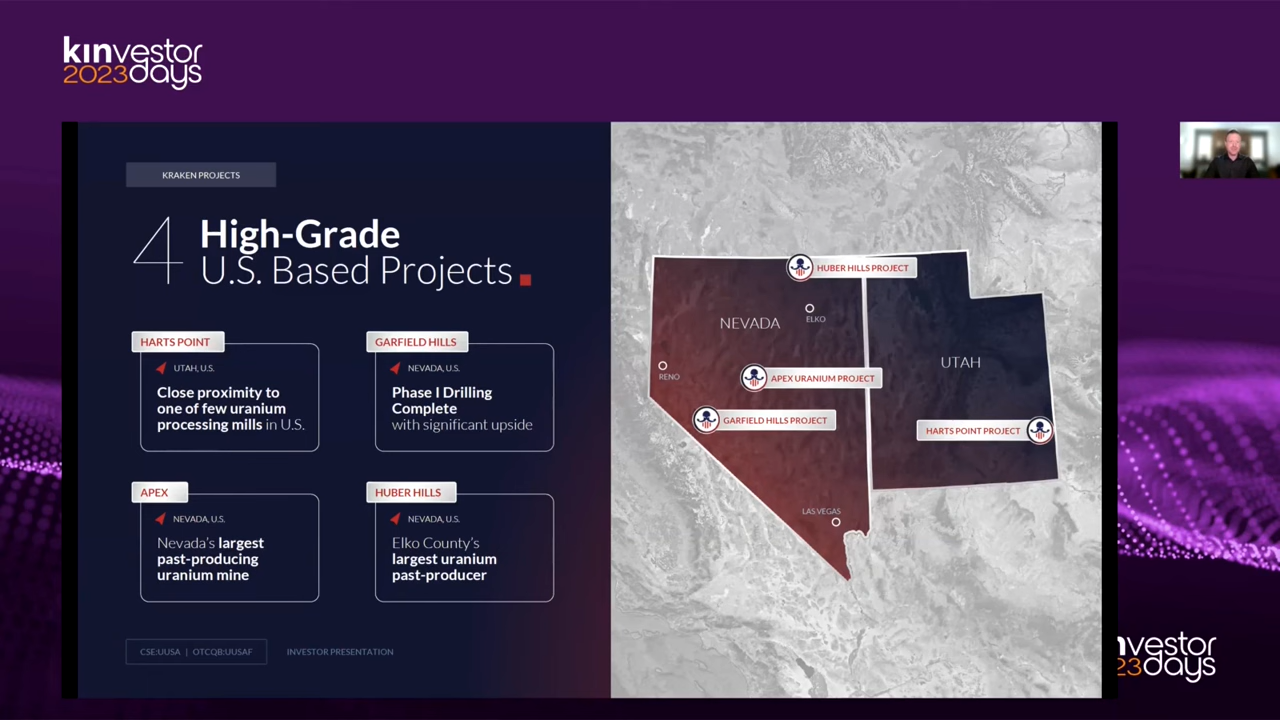 kinvestor
2023days
KRAKEN PROJECTS
4 High-Grade
U.S. Based Projects
HARTS POINT
UTAH, U.S.
Close proximity to
one of few uranium
processing mills in U.S.
GARFIELD HILLS
NEVADA, U.S.
Phase I Drilling
Complete
with significant upside
APEX
NEVADA, U.S.
Nevada's largest
past-producing
uranium mine
HUBER HILLS
NEVADA, U.S.
Elko County's
largest uranium
past-producer
CSE:UUSA | OTCQB:UUSAF
INVESTOR PRESENTATION
HUBER HILLS PROJECT
ELKO
NEVADA
UTAH
RENO
APEX URANIUM PROJECT
GARFIELD HILLS PROJECT
HARTS POINT PROJECT
LAS VEGAS
nvestor
23days